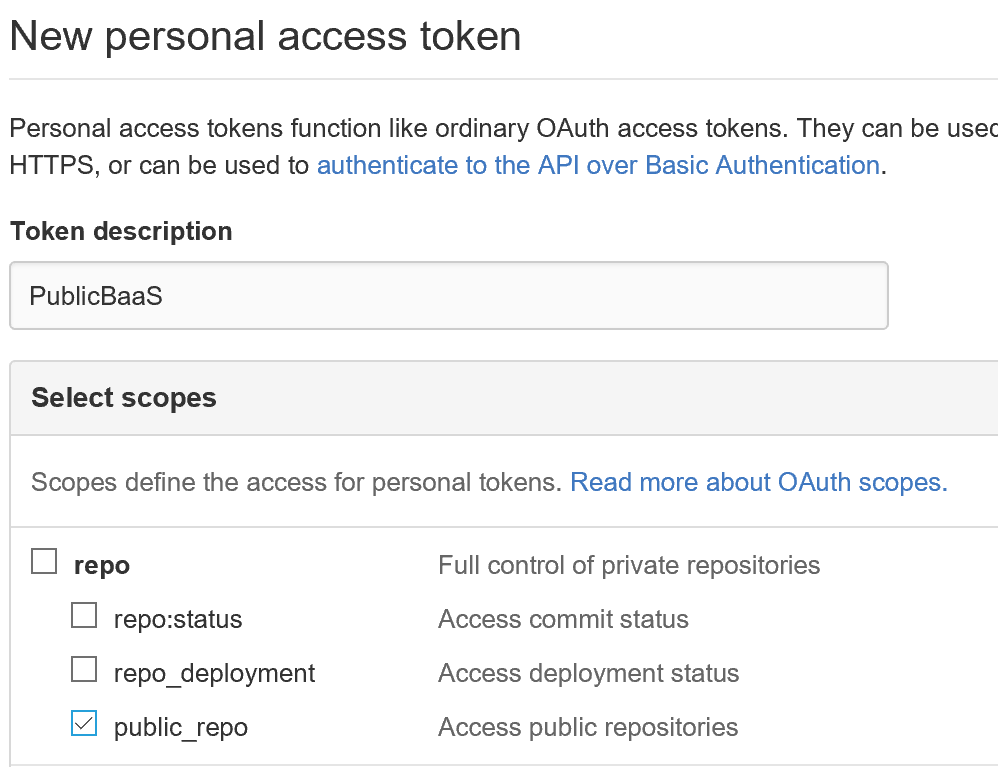 New personal access token
Personal access tokens function like ordinary OAuth access tokens. They can be used
HTTPS, or can be used to authenticate to the API over Basic Authentication.
Token description
PublicBaaS
Select scopes
Scopes define the access for personal tokens. Read more about OAuth scopes.
repo Full control of private repositories
repo:status Access commit status
repo_deployment Access deployment status
public_repo Access public repositories